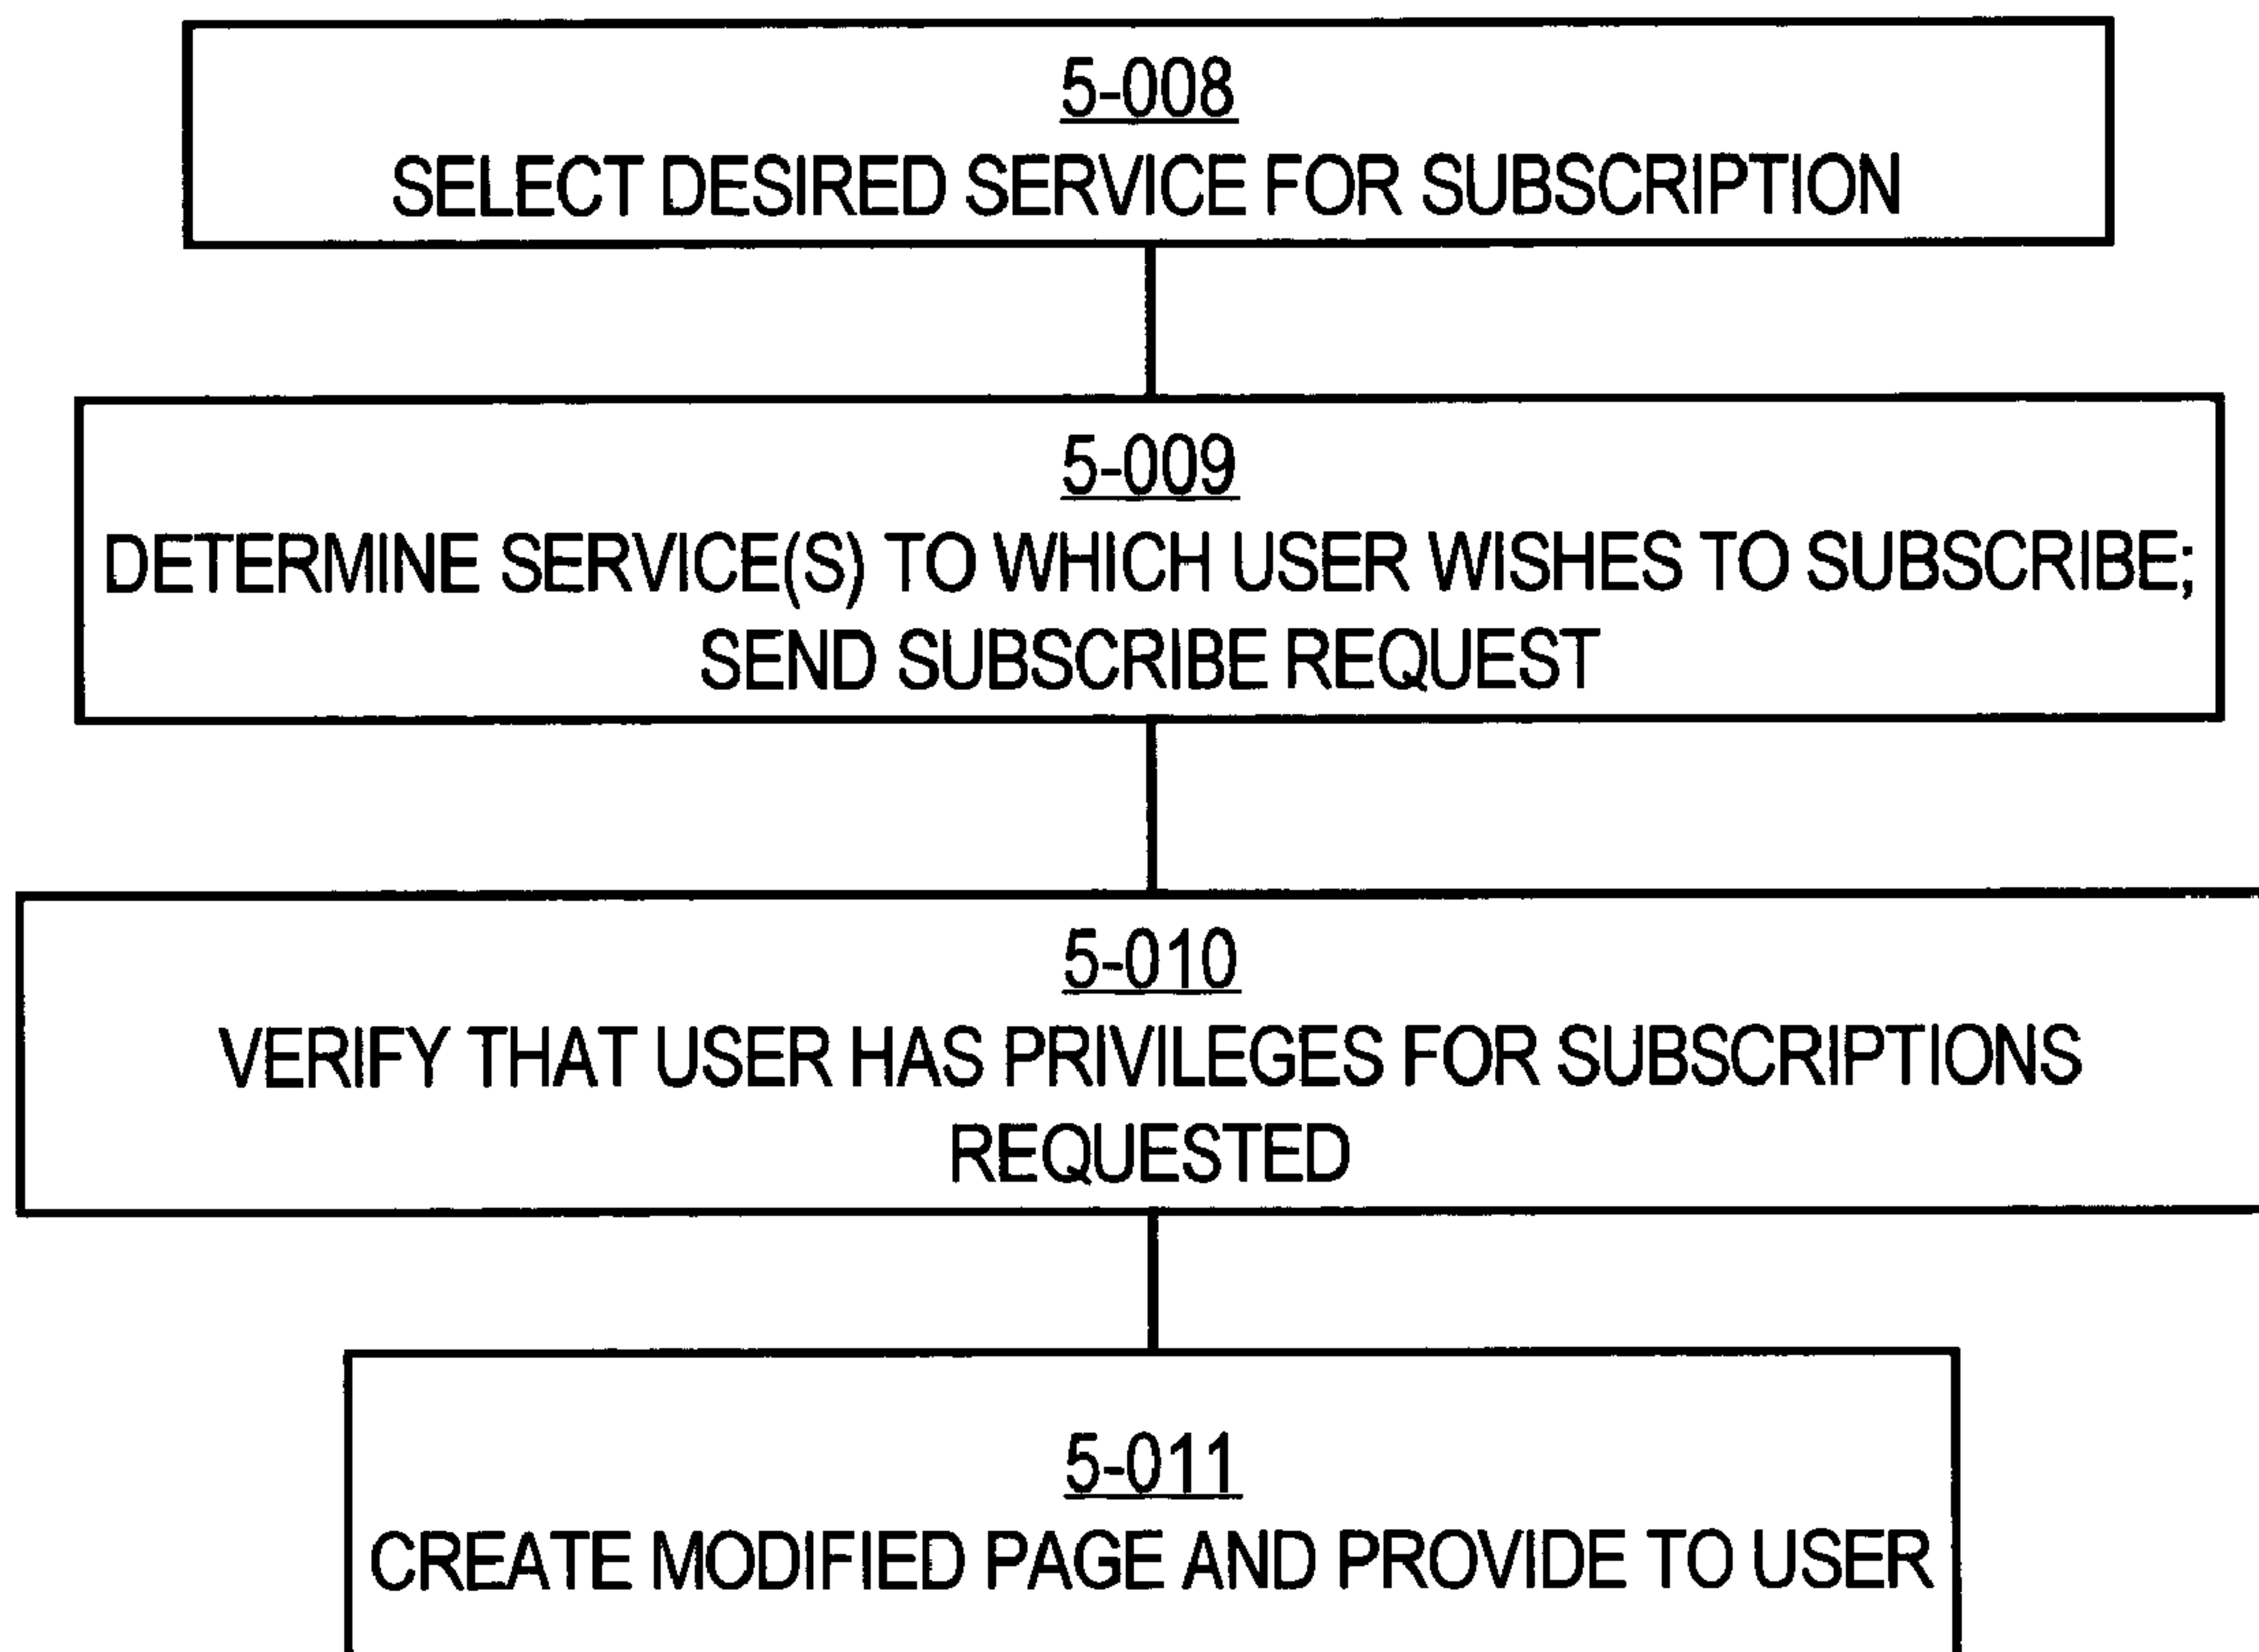 5-008
SELECT DESIRED SERVICE FOR SUBSCRIPTION
5-009
DETERMINE SERVICE(S) TO WHICH USER WISHES TO SUBSCRIBE;
SEND SUBSCRIBE REQUEST
5-010
VERIFY THAT USER HAS PRIVILEGES FOR SUBSCRIPTIONS
REQUESTED
5-011
CREATE MODIFIED PAGE AND PROVIDE TO USER